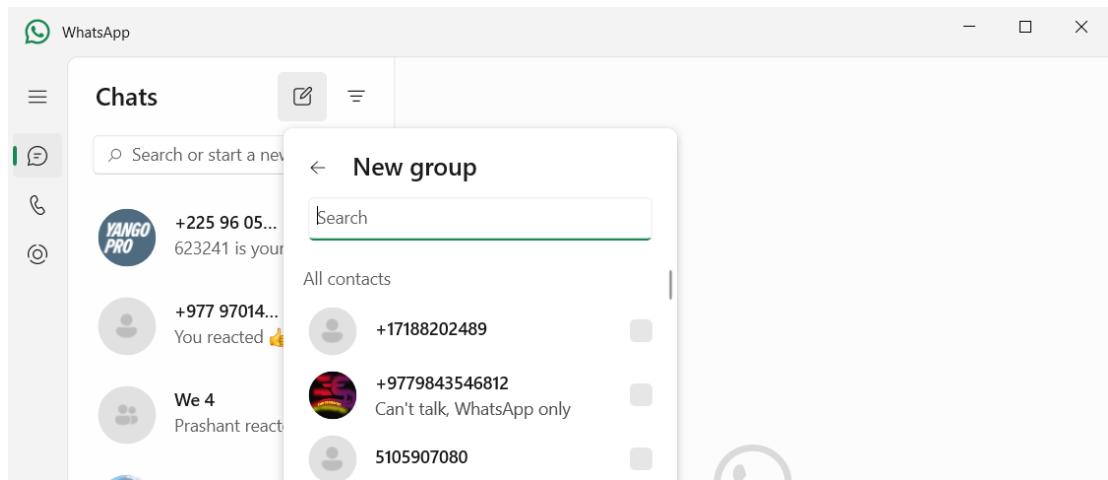 WhatsApp
Chats
Search or start a new
New group
Search
All contacts
YANGO
PRO
+225 96 05...
623241 is your
+977 97014...
You reacted 👍
We 4
Prashant react
+17188202489
+9779843546812
Can't talk, WhatsApp only
5105907080